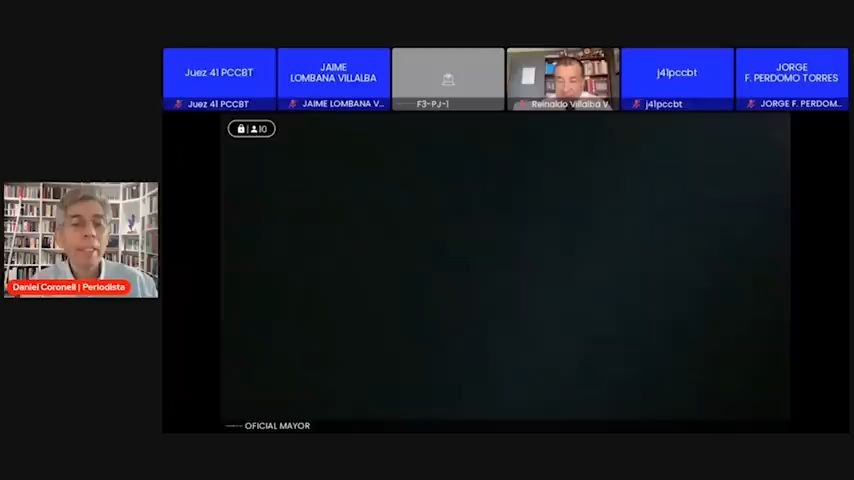 Juez 41 PCCBT
JAIME
LOMBANA VILLALBA
j41pccbt
JORGE
F. PERDOMO TORRES
Juez 41 PCCBT
JAIME LOMBANA V...
F3-PJ-1
Reinaldo Villalba V.
j41pccbt
JORGE F. PERDOM...
10
Daniel Coronell | Periodista
OFICIAL MAYOR